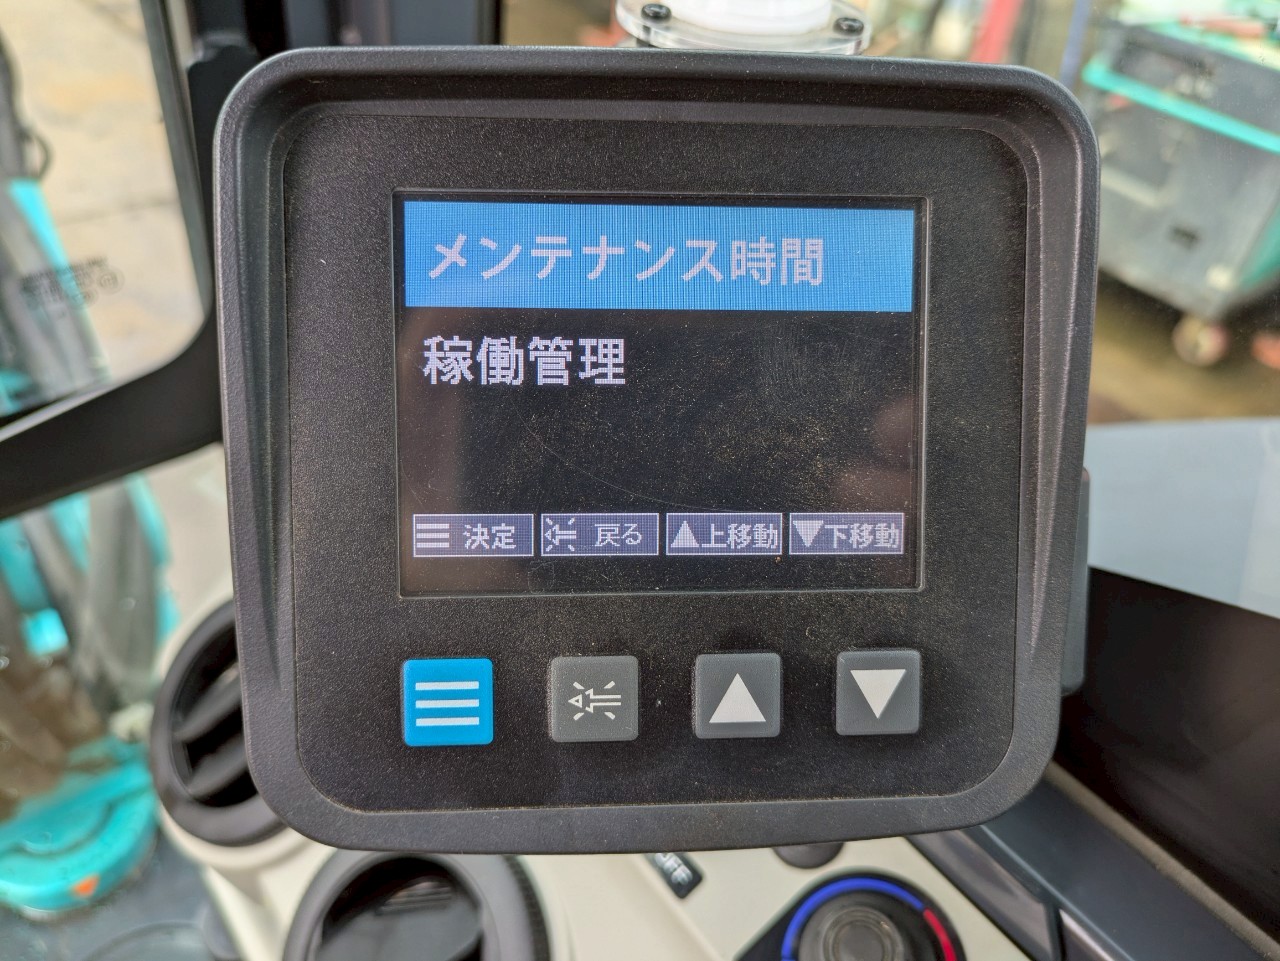 メンテナンス時間
稼働管理
決定 戻る 上移動 下移動
OFF